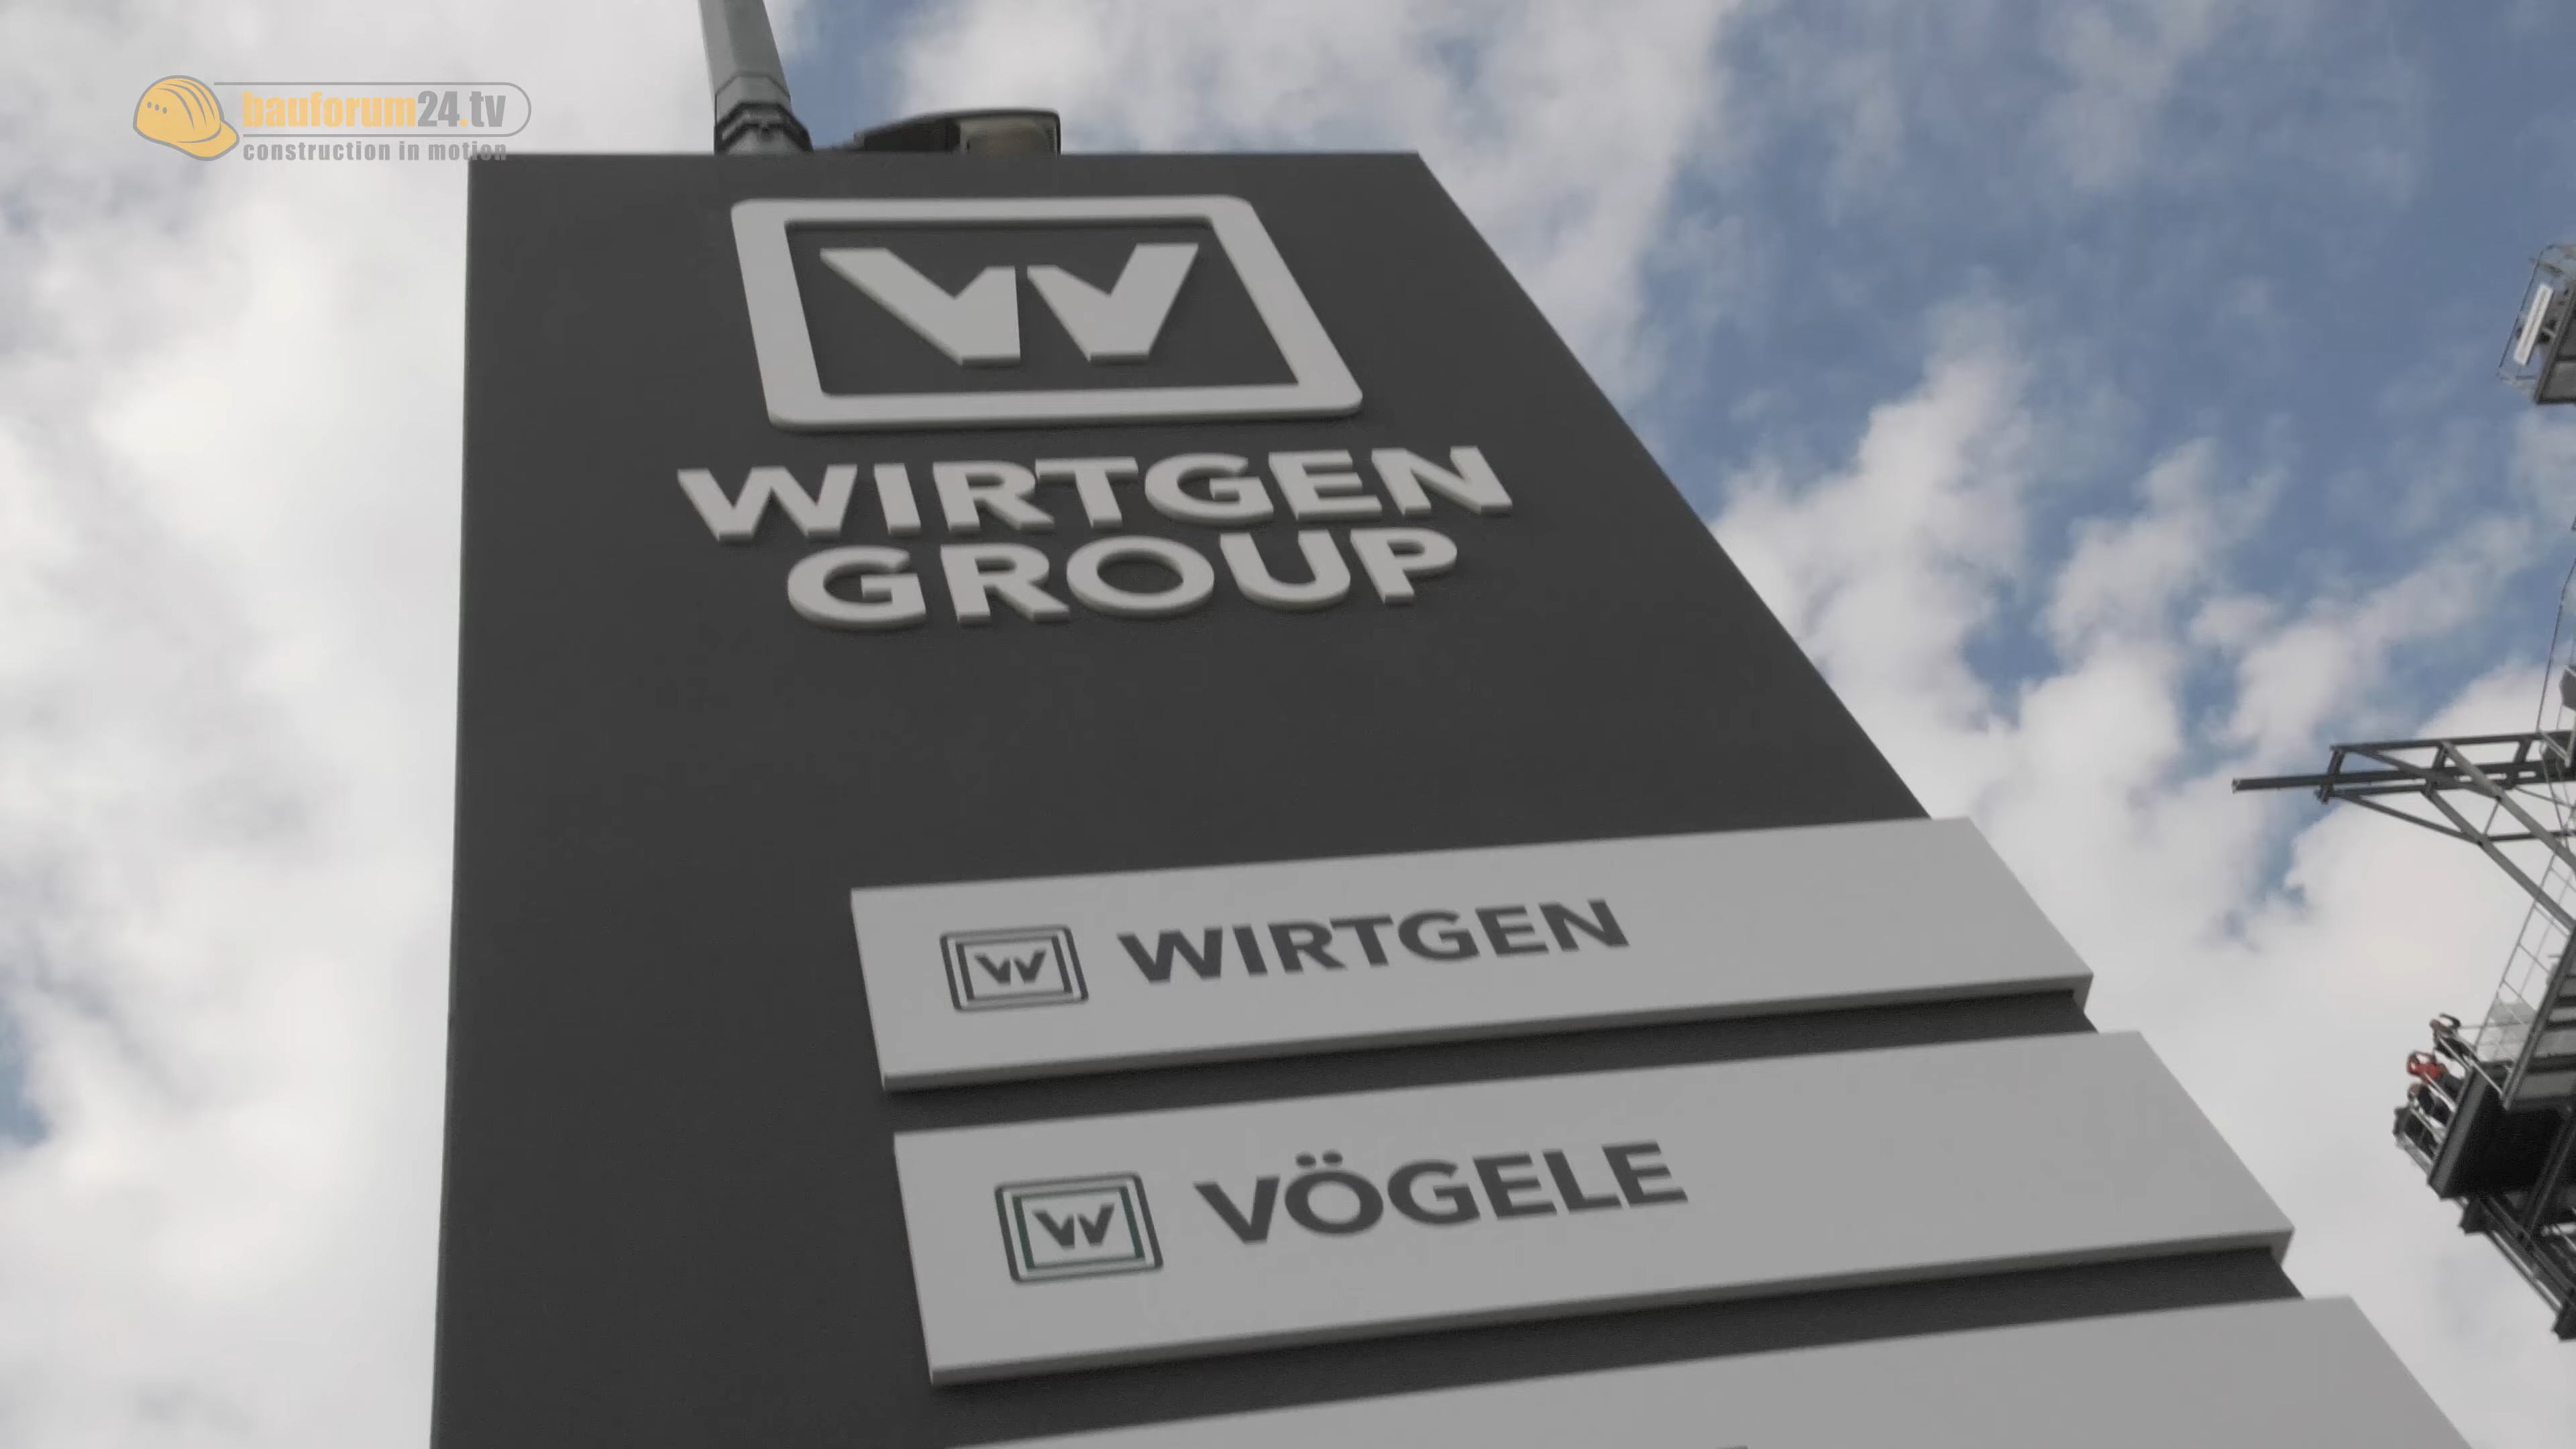 bauforum24.tv
construction in motion
WIRTGEN
GROUP
WIRTGEN
VÖGELE